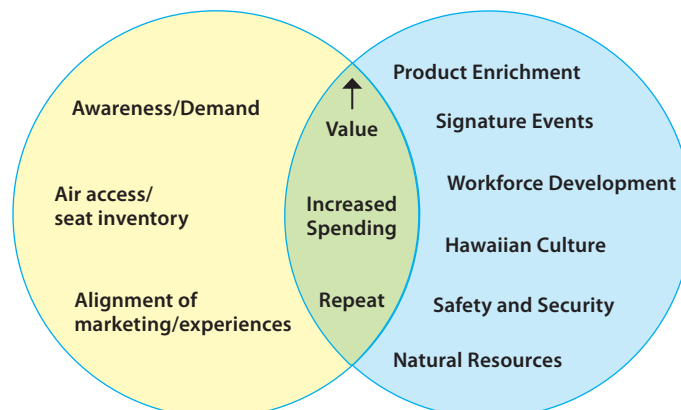 Awareness/Demand
Air access/
seat inventory
Alignment of
marketing/experiences
Value
Increased
Spending
Repeat
Product Enrichment
Signature Events
Workforce Development
Hawaiian Culture
Safety and Security
Natural Resources